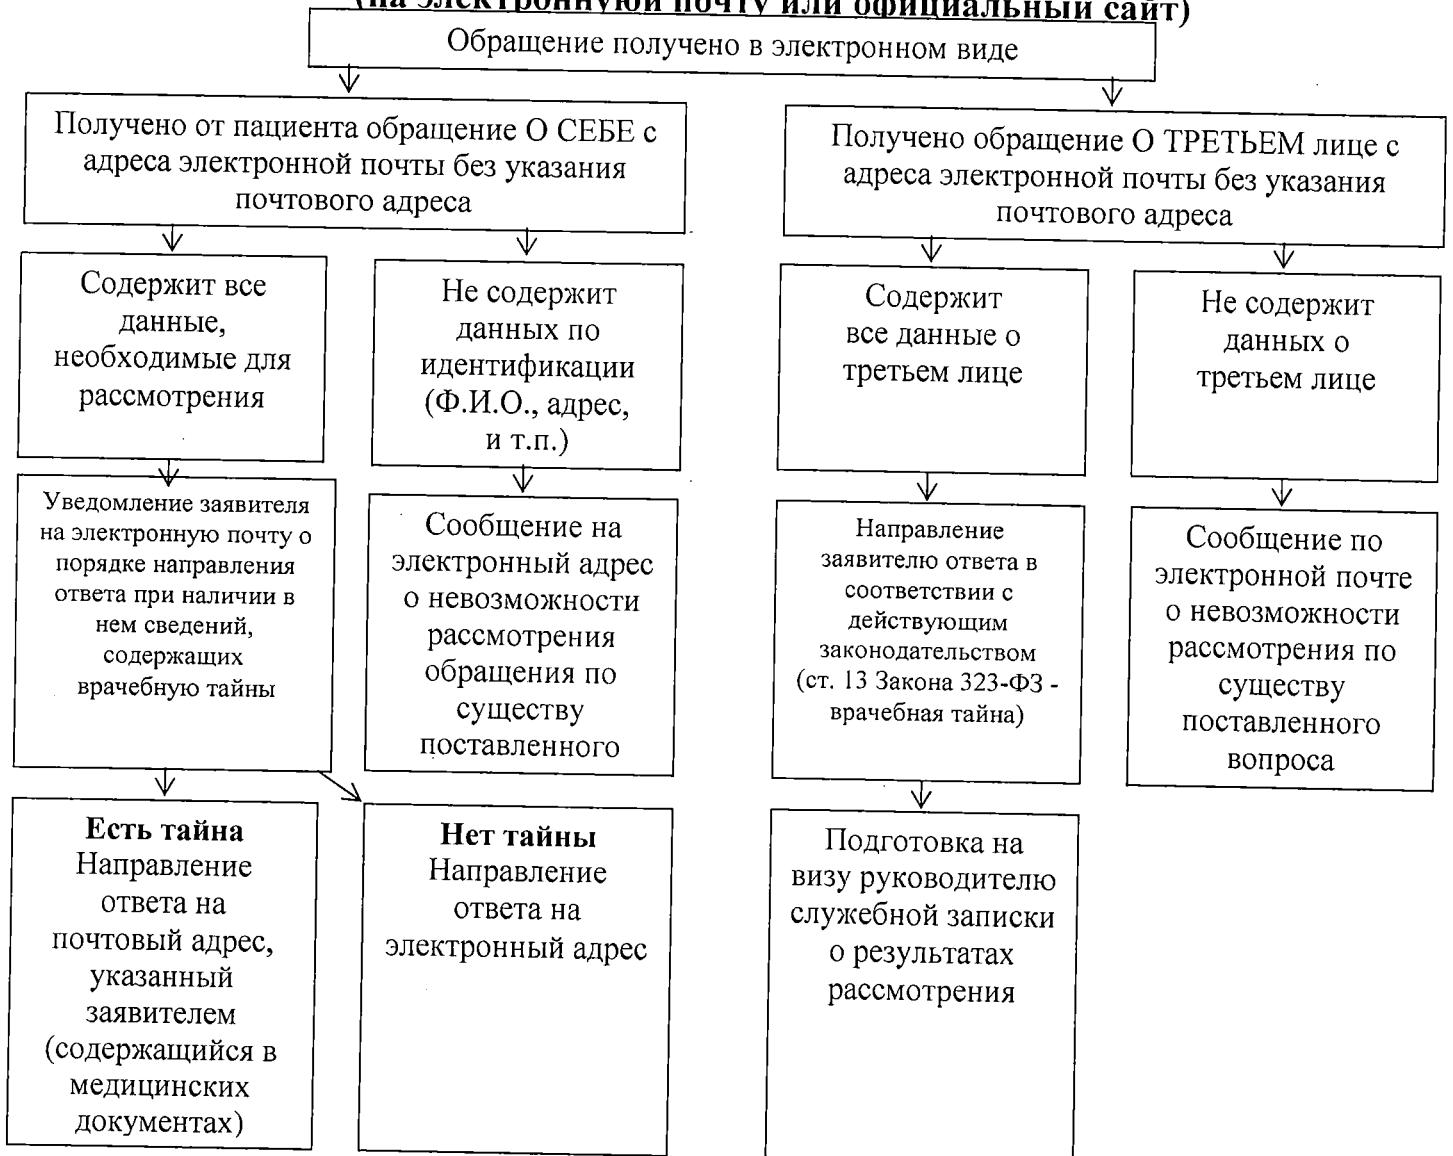 (на электронную почту или официальный сайт)
Обращение получено в электронном виде
Получено от пациента обращение О СЕБЕ с
адреса электронной почты без указания
почтового адреса
Получено обращение О ТРЕТЬЕМ лице с
адреса электронной почты без указания
почтового адреса
Содержит все
данные,
необходимые для
рассмотрения
Не содержит
данных по
идентификации
(Ф.И.О., адрес,
и т.п.)
Содержит
все данные о
третьем лице
Не содержит
данных о
третьем лице
Уведомление заявителя
на электронную почту о
порядке направления
ответа при наличии в
нем сведений,
содержащих
врачебную тайны
Сообщение на
электронный адрес
о невозможности
рассмотрения
обращения по
существу
поставленного
Направление
заявителю ответа в
соответствии с
действующим
законодательством
(ст. 13 Закона 323-ФЗ -
врачебная тайна)
Сообщение по
электронной почте
о невозможности
рассмотрения по
существу
поставленного
вопроса
Есть тайна
Направление
ответа на
почтовый адрес,
указанный
заявителем
(содержащийся в
медицинских
документах)
Нет тайны
Направление
ответа на
электронный адрес
Подготовка на
визу руководителю
служебной записки
о результатах
рассмотрения